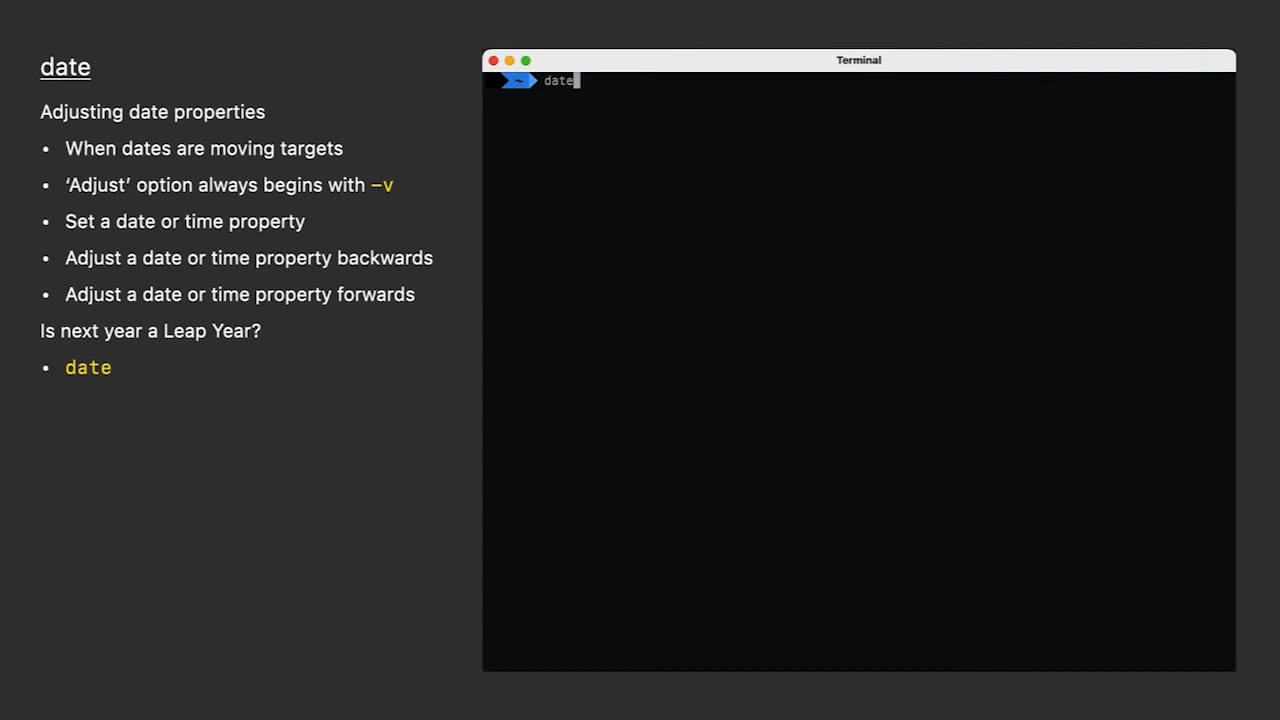 date
Adjusting date properties
• When dates are moving targets
• ‘Adjust’ option always begins with -v
• Set a date or time property
• Adjust a date or time property backwards
• Adjust a date or time property forwards
Is next year a Leap Year?
• date
Terminal
~ date